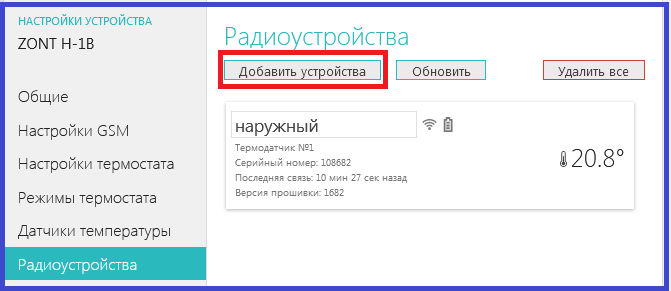 НАСТРОЙКИ УСТРОЙСТВА
ZONT H-1B
Общие
Настройки GSM
Настройки термостата
Режимы термостата
Датчики температуры
Радиоустройства
Радиоустройства
Добавить устройства
Обновить
Удалить все
наружный
Термодатчик №1
Серийный номер: 108682
Последняя связь: 10 мин 27 сек назад
Версия прошивки: 1682
20.8°